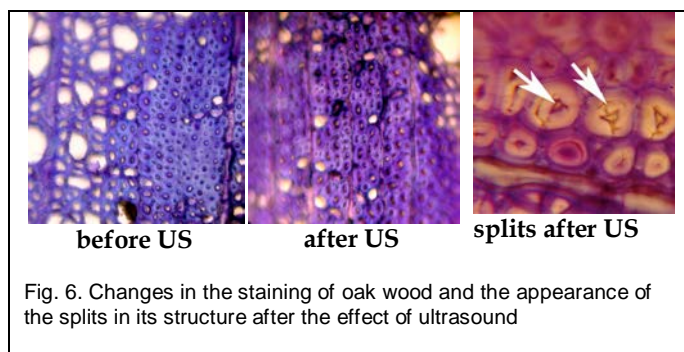 before US
after US
splits after US
Fig. 6. Changes in the staining of oak wood and the appearance of
the splits in its structure after the effect of ultrasound